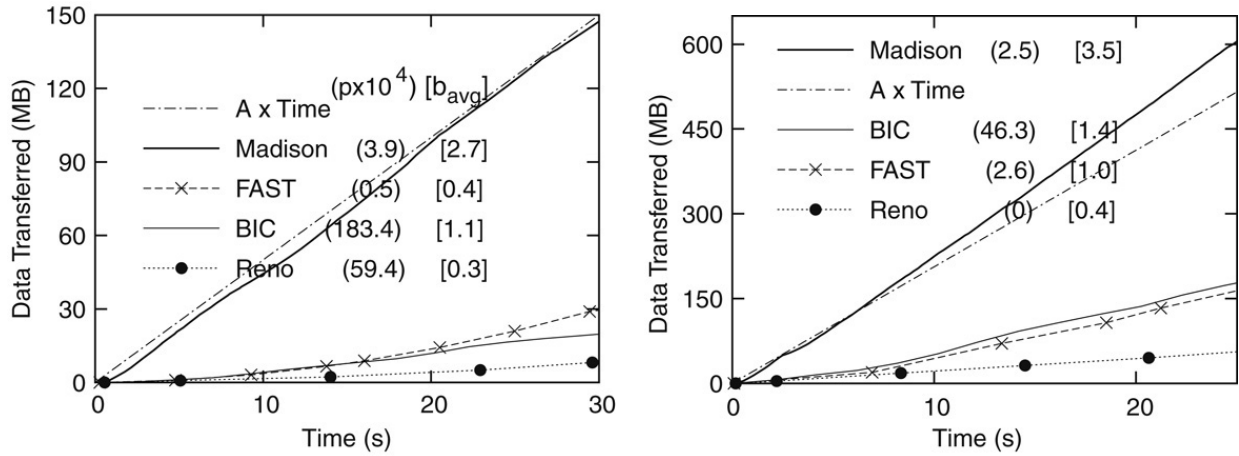 150
120
90
60
30
0
Data Transferred (MB)
(px10^4) [b_avg]
A x Time
Madison (3.9) [2.7]
FAST (0.5) [0.4]
BIC (183.4) [1.1]
Reno (59.4) [0.3]
0 10 20 30
Time (s)
600
450
300
150
0
Data Transferred (MB)
Madison (2.5) [3.5]
A x Time
BIC (46.3) [1.4]
FAST (2.6) [1.0]
Reno (0) [0.4]
0 10 20
Time (s)